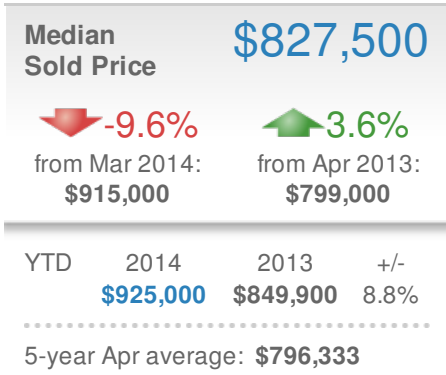 Median $827,500
Sold Price
-9.6% 3.6%
from Mar 2014: from Apr 2013:
$915,000 $799,000
YTD 2014 2013 +/-
$925,000 $849,900 8.8%
5-year Apr average: $796,333